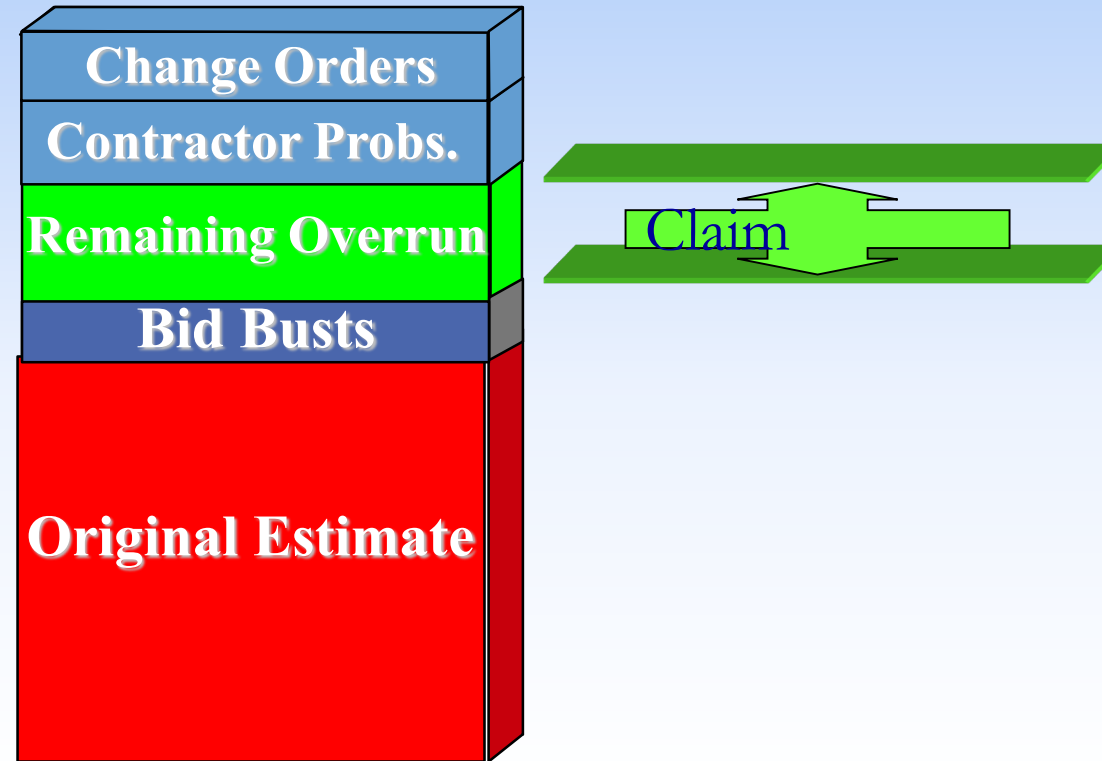 Change Orders
Contractor Probs.
Remaining Overrun
Claim
Bid Busts
Original Estimate